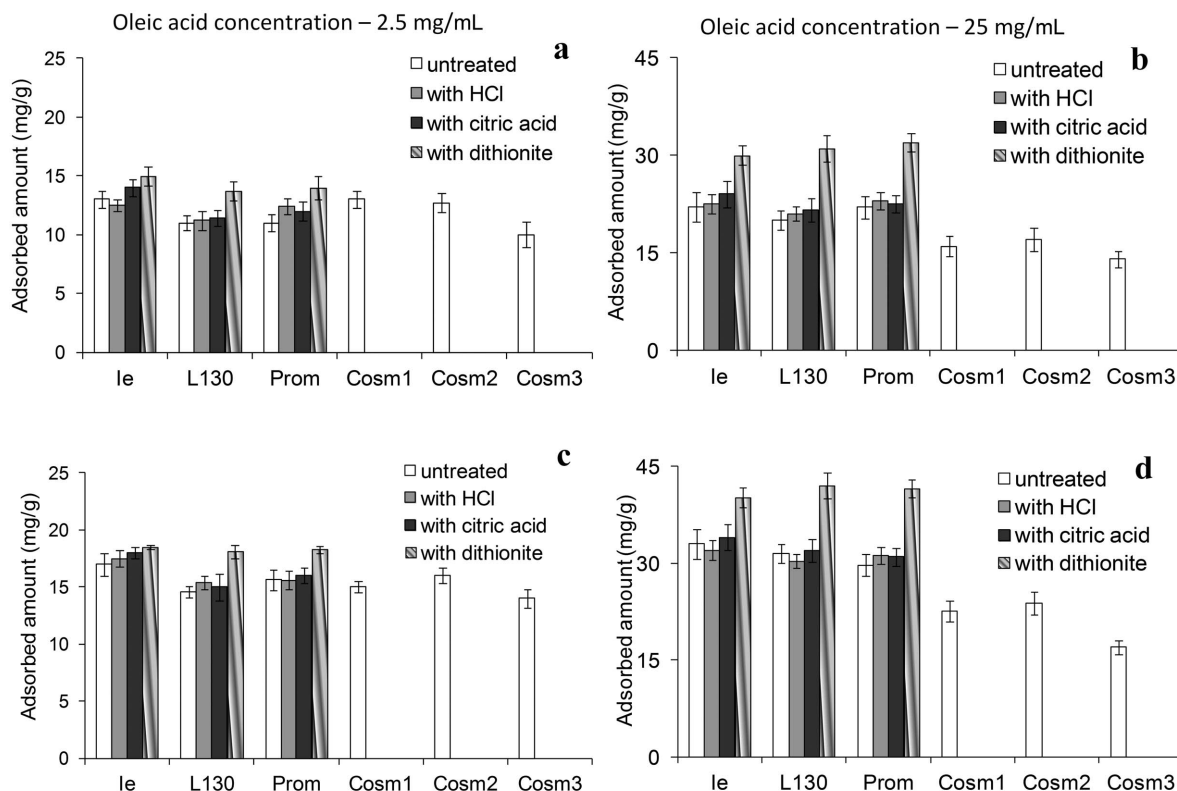 Oleic acid concentration – 2.5 mg/mL
a
Adsorbed amount (mg/g)
25
20
15
10
5
0
untreated
with HCl
with citric acid
with dithionite
Ie
L130
Prom
Cosm1
Cosm2
Cosm3
Oleic acid concentration – 25 mg/mL
b
Adsorbed amount (mg/g)
45
30
15
0
untreated
with HCl
with citric acid
with dithionite
Ie
L130
Prom
Cosm1
Cosm2
Cosm3
c
Adsorbed amount (mg/g)
25
20
15
10
5
0
untreated
with HCl
with citric acid
with dithionite
Ie
L130
Prom
Cosm1
Cosm2
Cosm3
d
Adsorbed amount (mg/g)
45
30
15
0
untreated
with HCl
with citric acid
with dithionite
Ie
L130
Prom
Cosm1
Cosm2
Cosm3